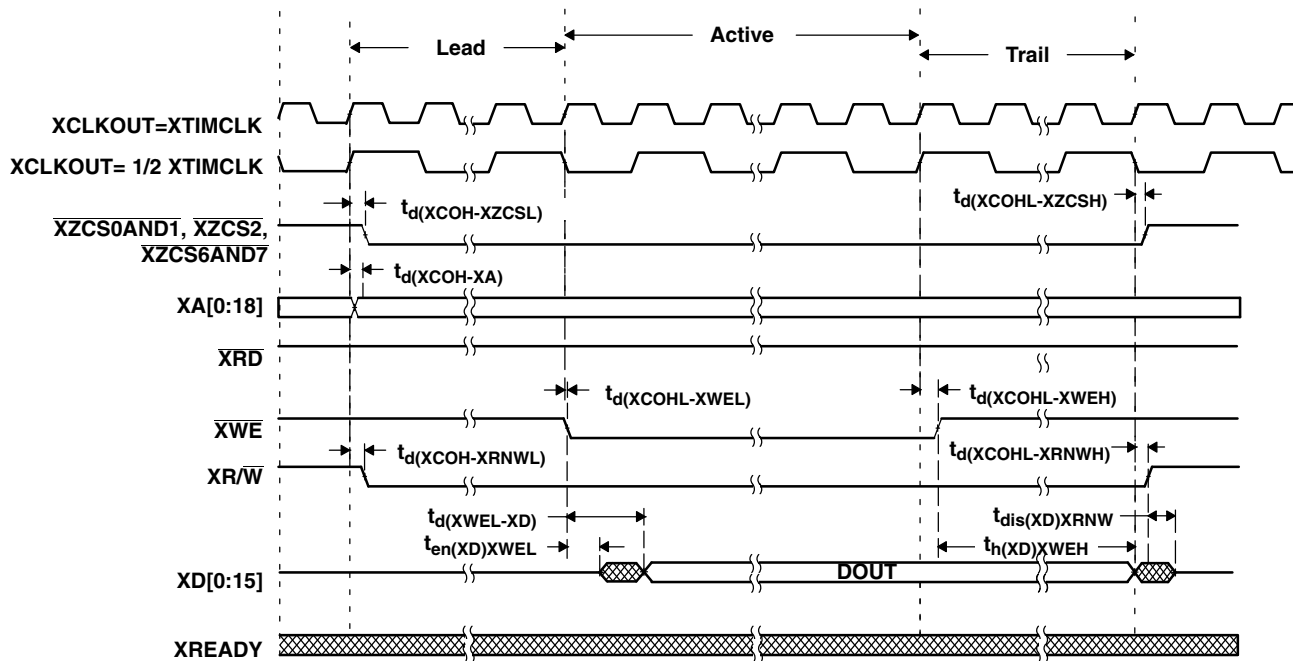 Lead
Active
Trail
XCLKOUT=XTIMCLK
XCLKOUT= 1/2 XTIMCLK
td(XCOH-XZCSL)
td(XCOHL-XZCSH)
XZCS0AND1, XZCS2,
XZCS6AND7
td(XCOH-XA)
XA[0:18]
XRD
td(XCOHL-XWEL)
td(XCOHL-XWEH)
XWE
td(XCOH-XRNWL)
td(XCOHL-XRNWH)
XR/W
td(XWEL-XD)
tdis(XD)XRNW
ten(XD)XWEL
th(XD)XWEH
XD[0:15]
DOUT
XREADY